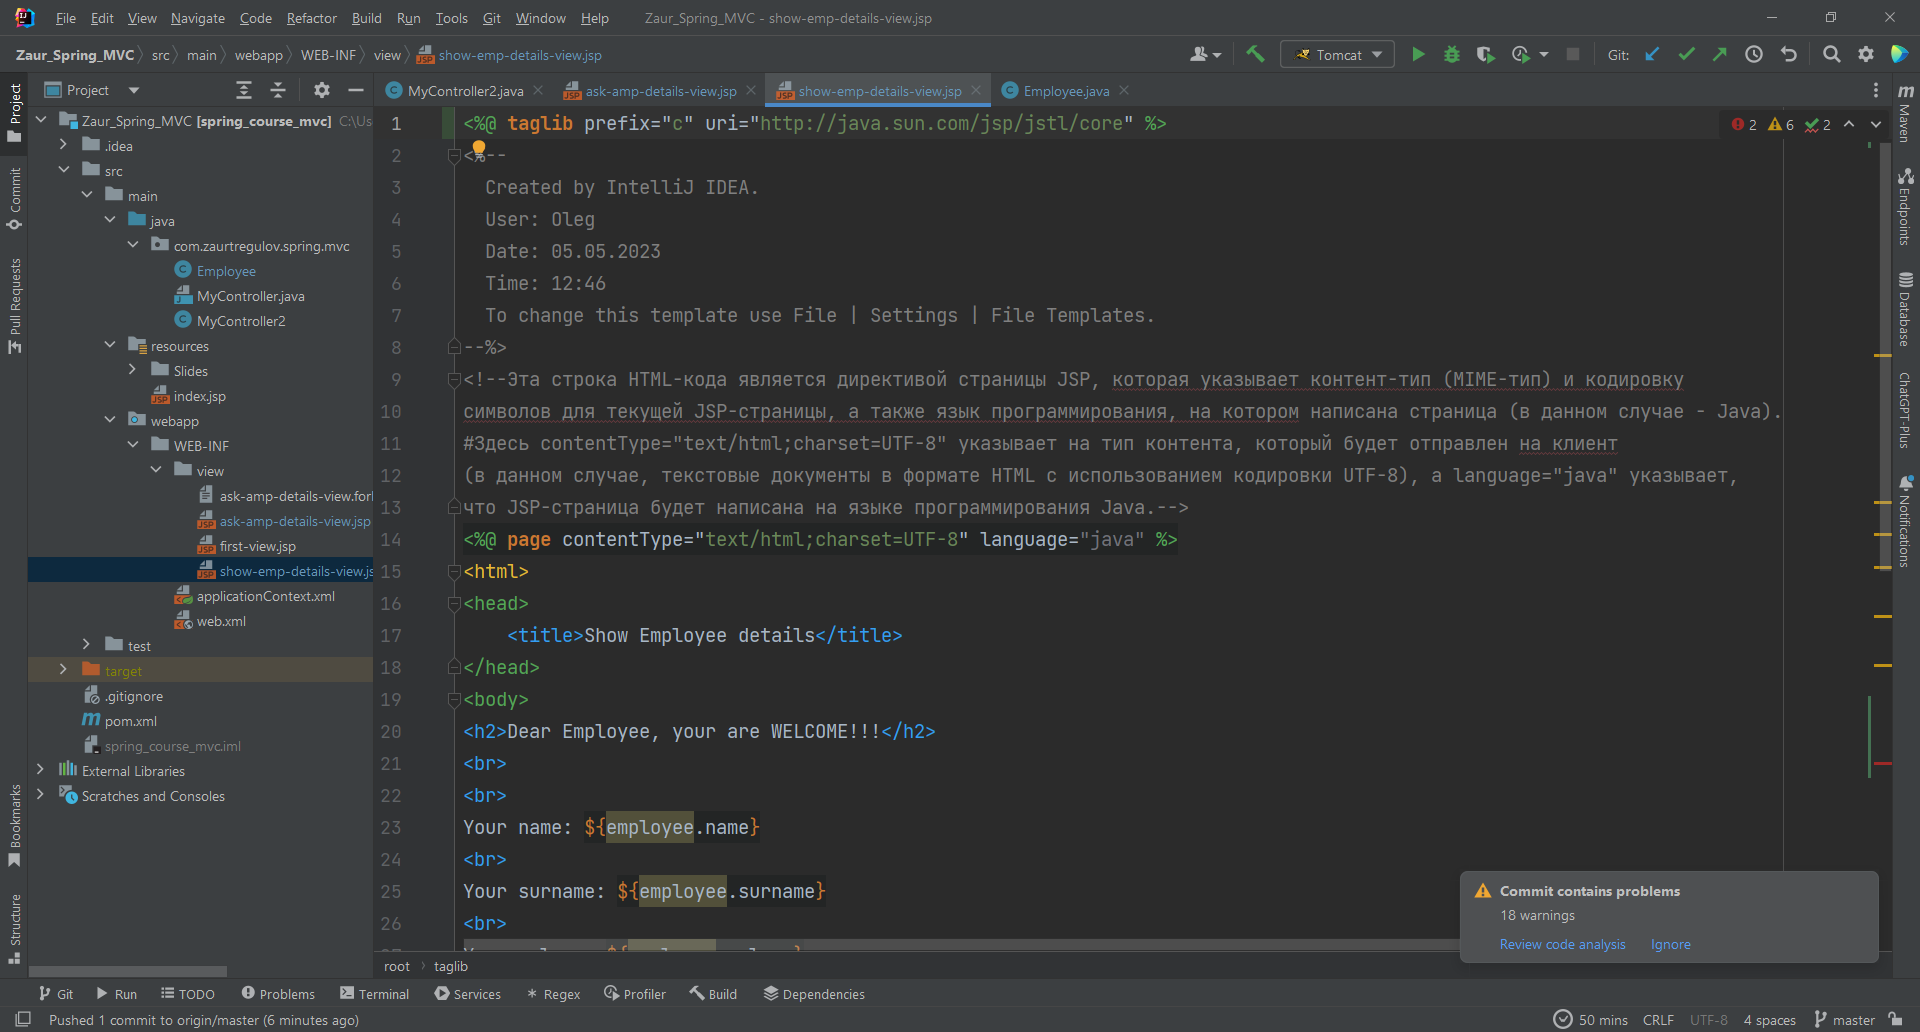 File Edit View Navigate Code Refactor Build Run Tools Git Window Help Zaur_Spring_MVC - show-emp-details-view.jsp
Zaur_Spring_MVC src main webapp WEB-INF view show-emp-details-view.jsp Tomcat Git:
Project
MyController2.java ask-amp-details-view.jsp show-emp-details-view.jsp Employee.java
Project
Commit
Pull Requests
Bookmarks
Structure
Zaur_Spring_MVC [spring_course_mvc] C:\Us
.idea
src
main
java
com.zaurtregulov.spring.mvc
Employee
MyController.java
MyController2
resources
Slides
index.jsp
webapp
WEB-INF
view
ask-amp-details-view.for
ask-amp-details-view.jsp
first-view.jsp
show-emp-details-view.js
applicationContext.xml
web.xml
test
target
.gitignore
pom.xml
spring_course_mvc.iml
External Libraries
Scratches and Consoles
2 6 2
1 <%@ taglib prefix="c" uri="http://java.sun.com/jsp/jstl/core" %>
2 <%--
3 Created by IntelliJ IDEA.
4 User: Oleg
5 Date: 05.05.2023
6 Time: 12:46
7 To change this template use File | Settings | File Templates.
8 --%>
9 <!--Эта строка HTML-кода является директивой страницы JSP, которая указывает контент-тип (MIME-тип) и кодировку
10 символов для текущей JSP-страницы, а также язык программирования, на котором написана страница (в данном случае - Java).
11 #Здесь contentType="text/html;charset=UTF-8" указывает на тип контента, который будет отправлен на клиент
12 (в данном случае, текстовые документы в формате HTML с использованием кодировки UTF-8), а language="java" указывает,
13 что JSP-страница будет написана на языке программирования Java.-->
14 <%@ page contentType="text/html;charset=UTF-8" language="java" %>
15 <html>
16 <head>
17 <title>Show Employee details</title>
18 </head>
19 <body>
20 <h2>Dear Employee, your are WELCOME!!!</h2>
21 <br>
22 <br>
23 Your name: ${employee.name}
24 <br>
25 Your surname: ${employee.surname}
26 <br>
Maven
Endpoints
Database
ChatGPT-Plus
Notifications
Commit contains problems
18 warnings
Review code analysis Ignore
root taglib
Git Run TODO Problems Terminal Services Regex Profiler Build Dependencies
Pushed 1 commit to origin/master (6 minutes ago) 50 mins CRLF UTF-8 4 spaces master